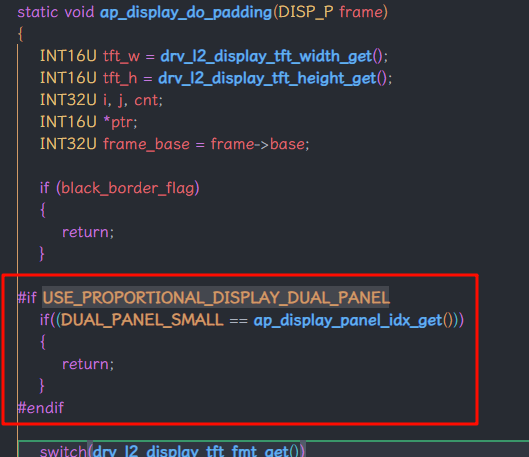 static void ap_display_do_padding(DISP_P frame)
{
INT16U tft_w = drv_l2_display_tft_width_get();
INT16U tft_h = drv_l2_display_tft_height_get();
INT32U i, j, cnt;
INT16U *ptr;
INT32U frame_base = frame->base;
if (black_border_flag)
{
return;
}
#if USE_PROPORTIONAL_DISPLAY_DUAL_PANEL
if((DUAL_PANEL_SMALL == ap_display_panel_idx_get()))
{
return;
}
#endif
switch(drv_l2_display_tft_fmt_get())